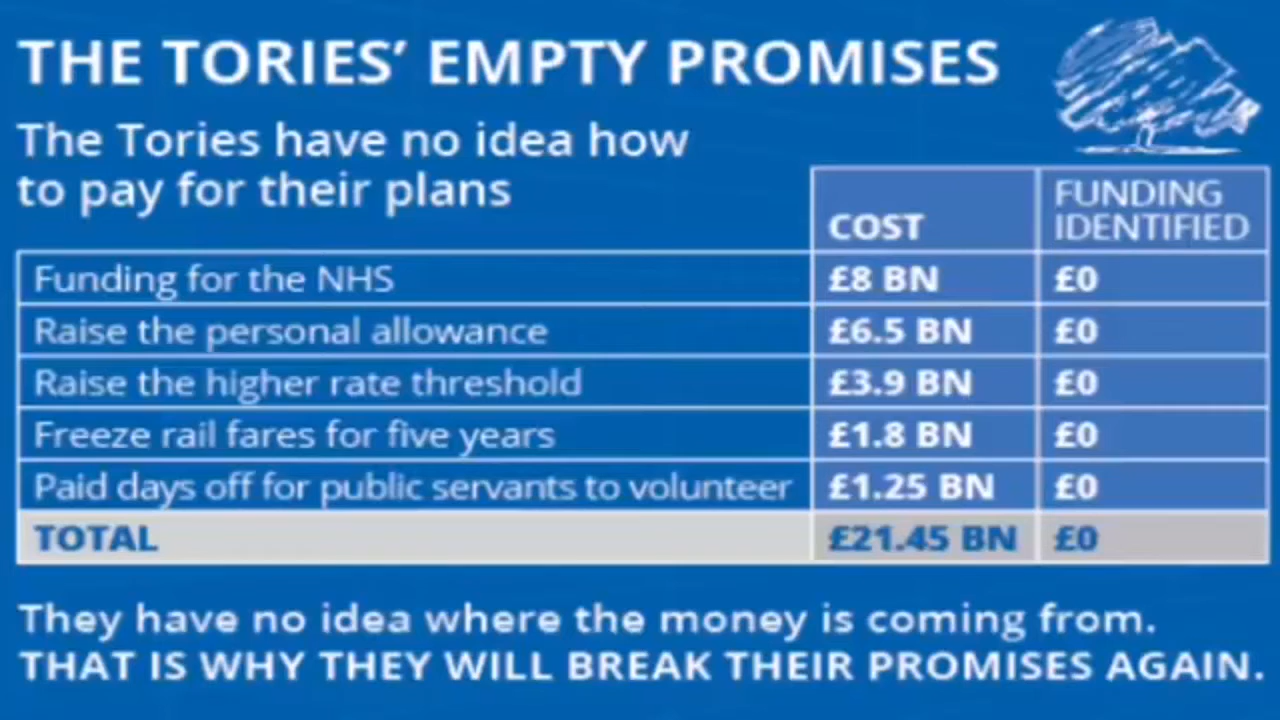 THE TORIES’ EMPTY PROMISES
The Tories have no idea how
to pay for their plans
COST
FUNDING
IDENTIFIED
Funding for the NHS £8 BN £0
Raise the personal allowance £6.5 BN £0
Raise the higher rate threshold £3.9 BN £0
Freeze rail fares for five years £1.8 BN £0
Paid days off for public servants to volunteer £1.25 BN £0
TOTAL £21.45 BN £0
They have no idea where the money is coming from.
THAT IS WHY THEY WILL BREAK THEIR PROMISES AGAIN.